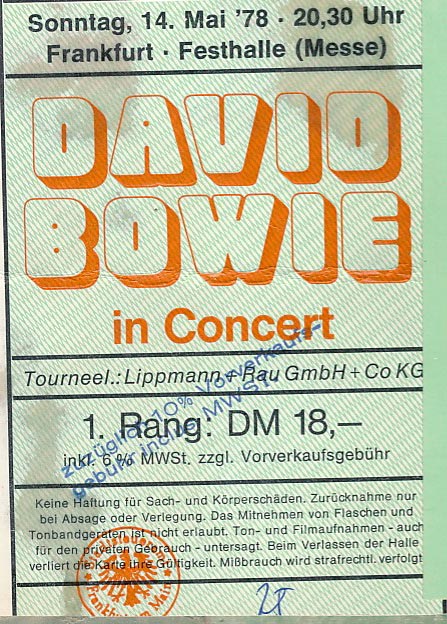 Sonntag, 14. Mai '78 · 20,30 Uhr
Frankfurt · Festhalle (Messe)
DAVID
BOWIE
in Concert
Tourneel.: Lippmann + Rau GmbH + Co KG
1. Rang: DM 18,—
inkl. 6 % MWSt. zzgl. Vorverkaufsgebühr
zuzüglich 10% Vorverkaufs-
gebühr incl. MWSt.
Keine Haftung für Sach- und Körperschäden. Zurücknahme nur
bei Absage oder Verlegung. Das Mitnehmen von Flaschen und
Tonbandgeräten ist nicht erlaubt. Ton- und Filmaufnahmen - auch
für den privaten Gebrauch - untersagt. Beim Verlassen der Halle
verliert die Karte ihre Gültigkeit. Mißbrauch wird strafrechtl. verfolgt
Frankfurt am Main